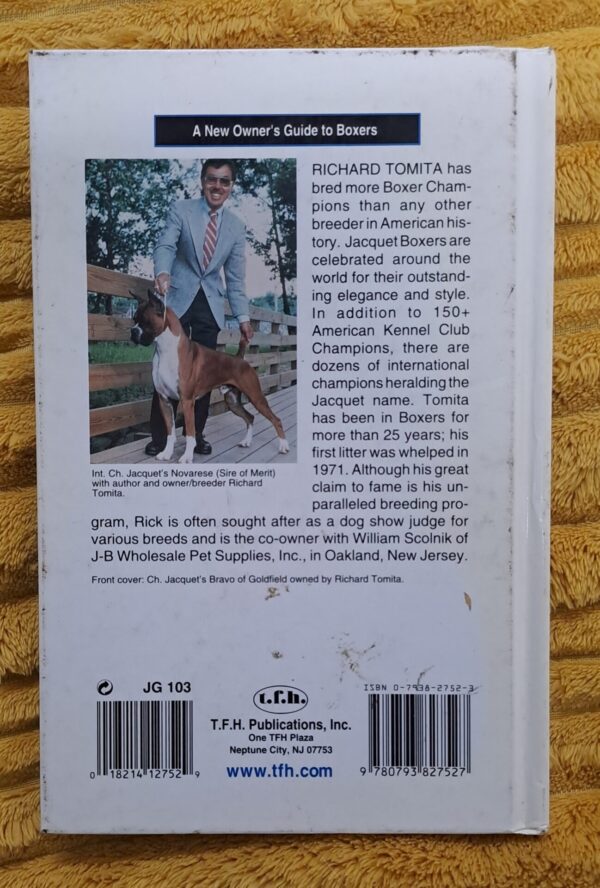 A New Owner's Guide to Boxers
RICHARD TOMITA has
bred more Boxer Cham-
pions than any other
breeder in American his-
tory. Jacquet Boxers are
celebrated around the
world for their outstand-
ing elegance and style.
In addition to 150+
American Kennel Club
Champions, there are
dozens of international
champions heralding the
Jacquet name. Tomita
has been in Boxers for
more than 25 years; his
first litter was whelped in
1971. Although his great
claim to fame is his un-
paralleled breeding pro-
gram, Rick is often sought after as a dog show judge for
various breeds and is the co-owner with William Scolnik of
J-B Wholesale Pet Supplies, Inc., in Oakland, New Jersey.
Int. Ch. Jacquet's Novarese (Sire of Merit)
with author and owner/breeder Richard
Tomita.
Front cover: Ch. Jacquet's Bravo of Goldfield owned by Richard Tomita.
JG 103
0 18214 12752 9
t.f.h.
T.F.H. Publications, Inc.
One TFH Plaza
Neptune City, NJ 07753
www.tfh.com
ISBN 0-7938-2752-3
9 780793 827527